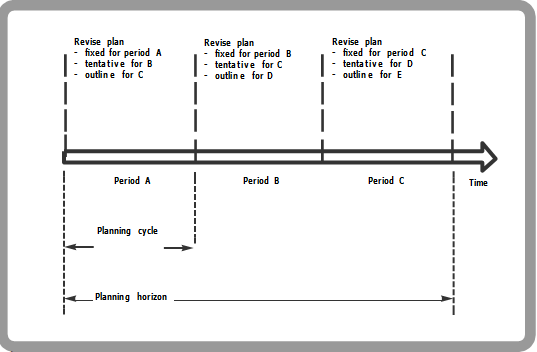 Revise plan
- fixed for period A
- tentative for B
- outline for C
Revise plan
- fixed for period B
- tentative for C
- outline for D
Revise plan
- fixed for period C
- tentative for D
- outline for E
Period A
Period B
Period C
Time
Planning cycle
Planning horizon